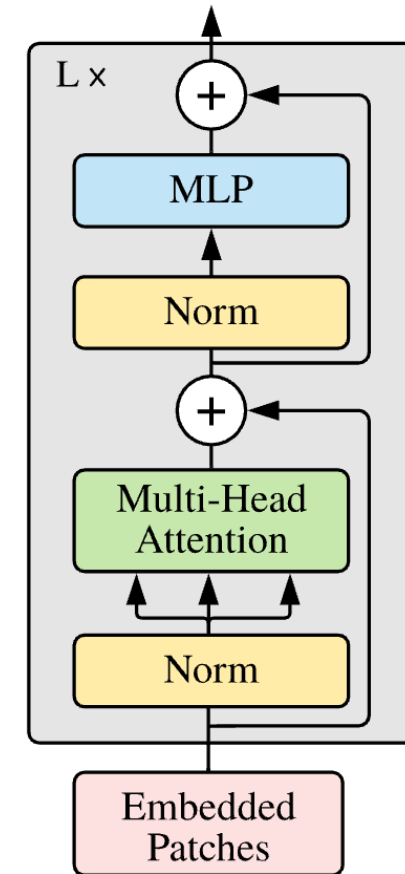 L ×
+
MLP
Norm
+
Multi-Head
Attention
Norm
Embedded
Patches